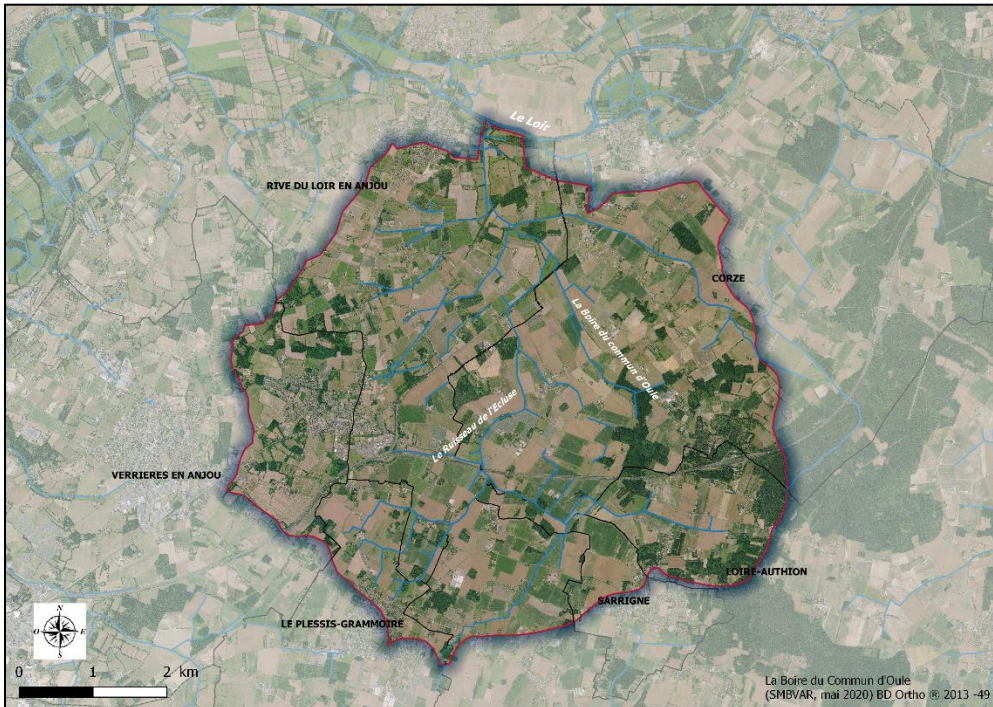 Le Loir
RIVE DU LOIR EN ANJOU
CORZE
La Boire du commun d'Oule
Le Ruisseau de l'Ecluse
VERRIERES EN ANJOU
LOIRE-AUTHION
SARRIGNE
LE PLESSIS-GRAMMOIRE
N
O E
S
0 1 2 km
La Boire du Commun d'Oule
(SMBVAR, mai 2020) BD Ortho ® 2013 -49